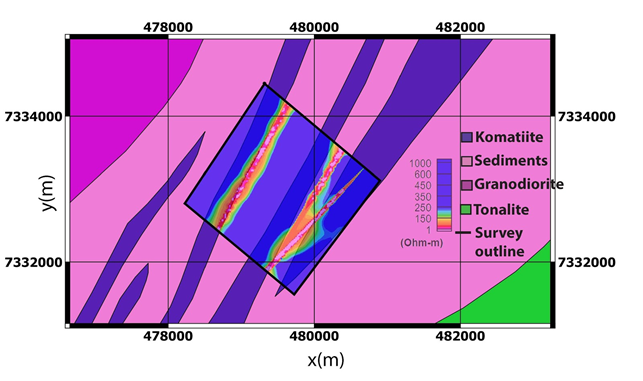 478000 480000 482000
7334000 7334000
Komatiite
1000
600
450
350
250
150
1
(Ohm-m)
Sediments
Granodiorite
Tonalite
Survey
outline
y(m)
7332000 7332000
478000 480000 482000
x(m)